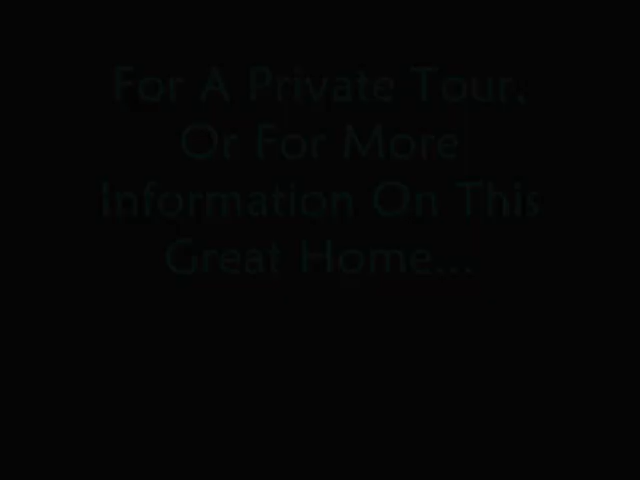 For A Private Tour,
Or For More
Information On This
Great Home...